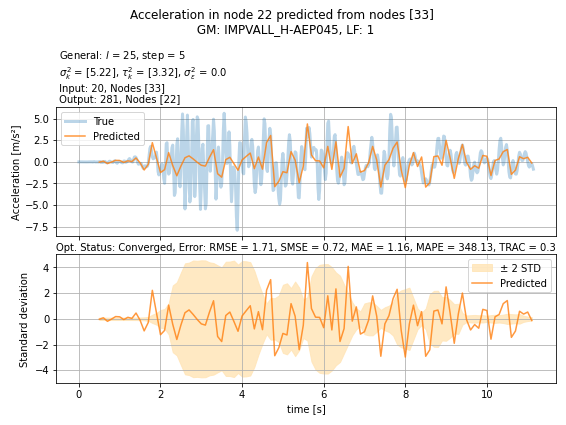 Acceleration in node 22 predicted from nodes [33]
GM: IMPVALL_H-AEP045, LF: 1
General: l = 25, step = 5
σ²ₖ = [5.22], τ²ₖ = [3.32], σ²ε = 0.0
Input: 20, Nodes [33]
Output: 281, Nodes [22]
True
Predicted
Acceleration [m/s²]
5.0
2.5
0.0
−2.5
−5.0
−7.5
Opt. Status: Converged, Error: RMSE = 1.71, SMSE = 0.72, MAE = 1.16, MAPE = 348.13, TRAC = 0.3
± 2 STD
Predicted
Standard deviation
4
2
0
−2
−4
0 2 4 6 8 10
time [s]